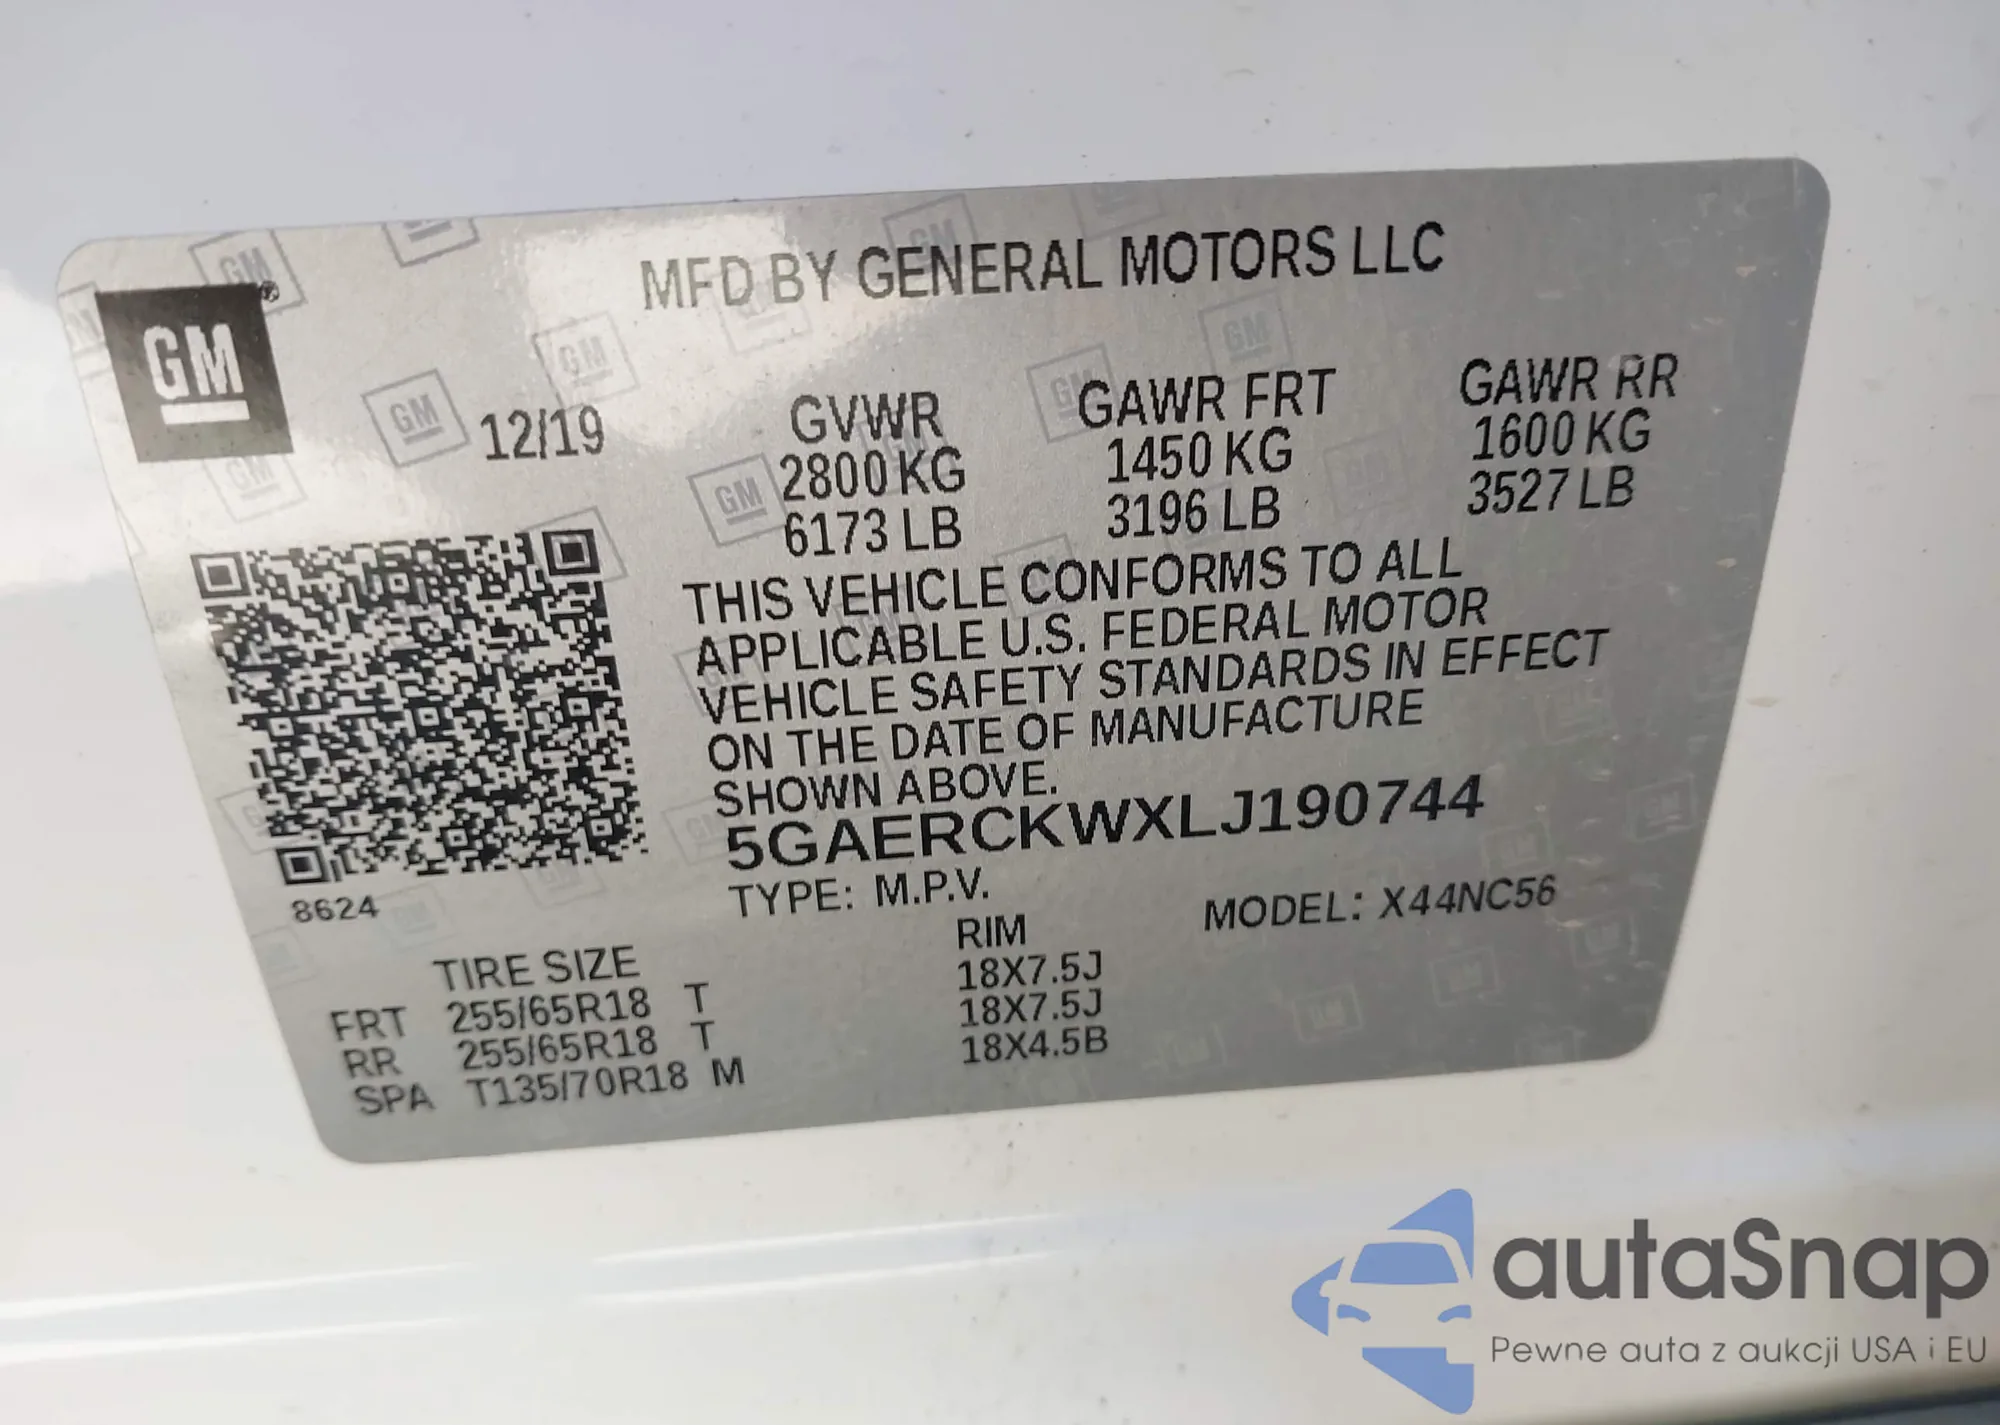 MFD BY GENERAL MOTORS LLC
GM
®
12/19
GVWR
2800 KG
6173 LB
GAWR FRT
1450 KG
3196 LB
GAWR RR
1600 KG
3527 LB
THIS VEHICLE CONFORMS TO ALL
APPLICABLE U.S. FEDERAL MOTOR
VEHICLE SAFETY STANDARDS IN EFFECT
ON THE DATE OF MANUFACTURE
SHOWN ABOVE.
5GAERCKWXLJ190744
8624
TYPE: M.P.V.
MODEL: X44NC56
TIRE SIZE RIM
FRT 255/65R18 T 18X7.5J
RR 255/65R18 T 18X7.5J
SPA T135/70R18 M 18X4.5B
autaSnap
Pewne auta z aukcji USA i EU